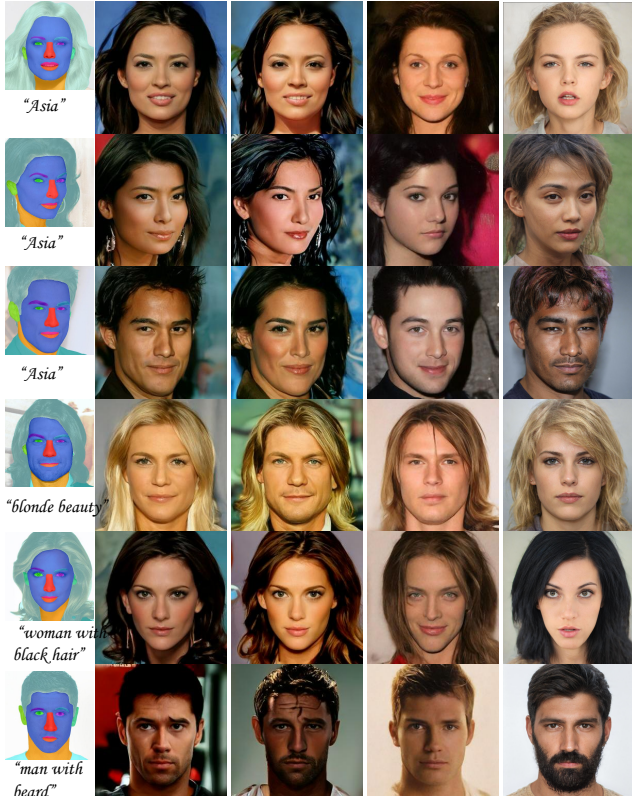 “Asia”
“Asia”
“Asia”
“blonde beauty”
“woman with
black hair”
“man with
beard”